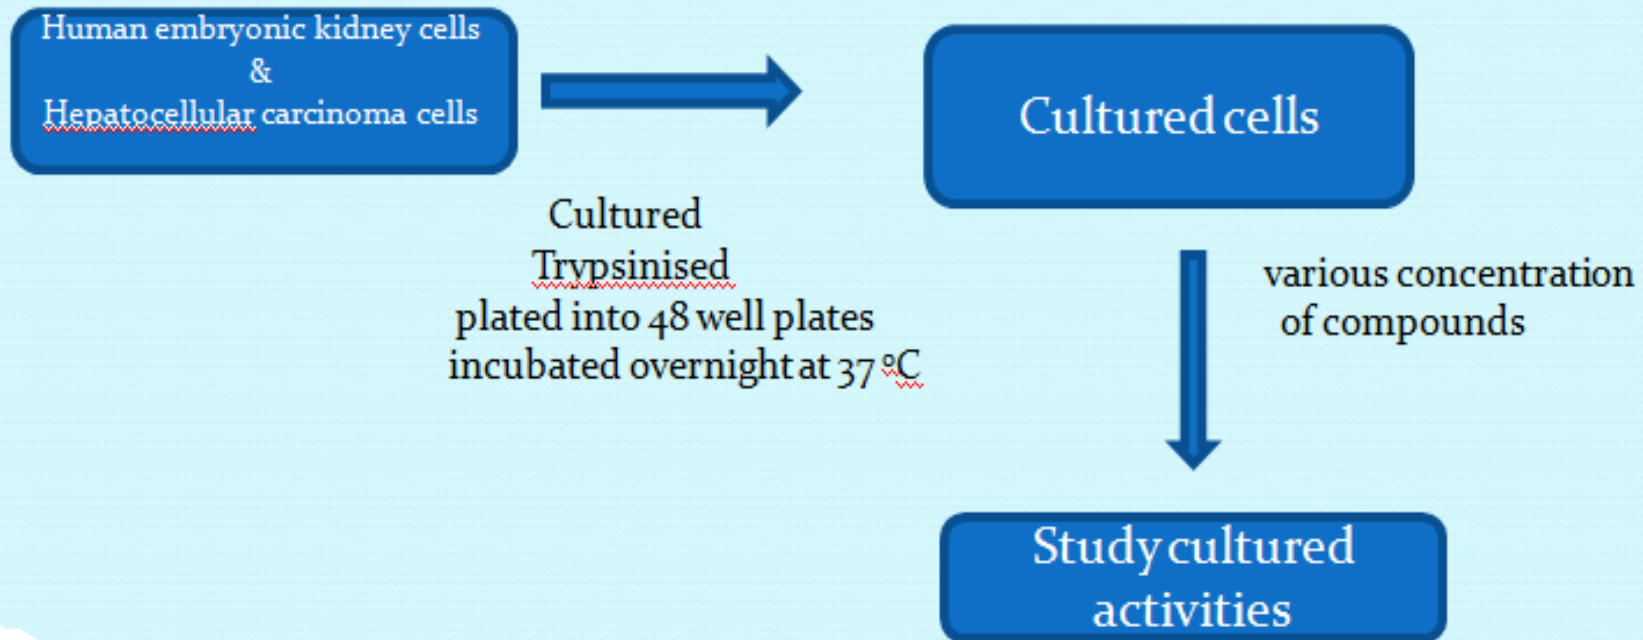 Human embryonic kidney cells
&
Hepatocellular carcinoma cells
Cultured cells
Cultured
Trypsinised
plated into 48 well plates
incubated overnight at 37 ºC
various concentration
of compounds
Study cultured
activities